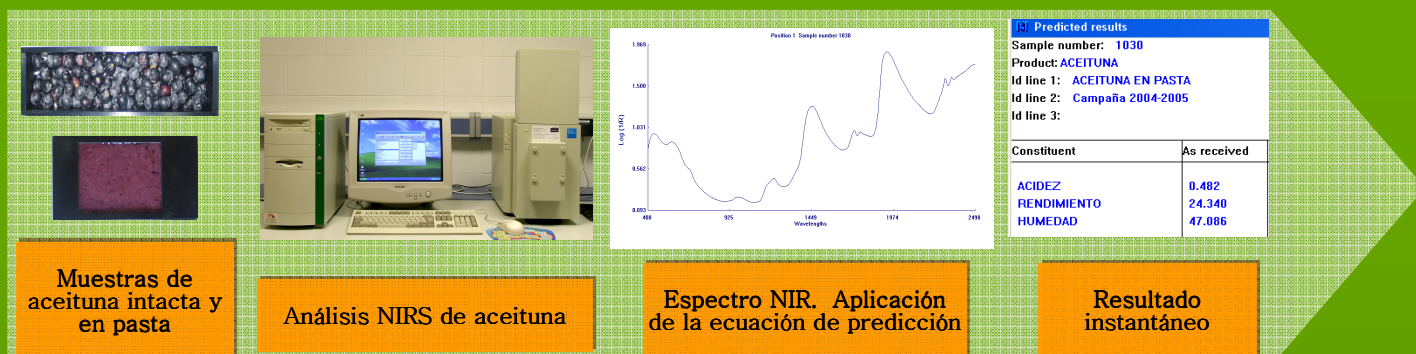 Position 1 Sample number 1030
1.969
1.500
1.031
0.562
0.093
Log (1/R)
400 925 1449 1974 2498
Wavelengths
Predicted results
Sample number: 1030
Product: ACEITUNA
Id line 1: ACEITUNA EN PASTA
Id line 2: Campaña 2004-2005
Id line 3:
Constituent As received
ACIDEZ 0.482
RENDIMIENTO 24.340
HUMEDAD 47.086
Muestras de
aceituna intacta y
en pasta
Análisis NIRS de aceituna
Espectro NIR. Aplicación
de la ecuación de predicción
Resultado
instantáneo